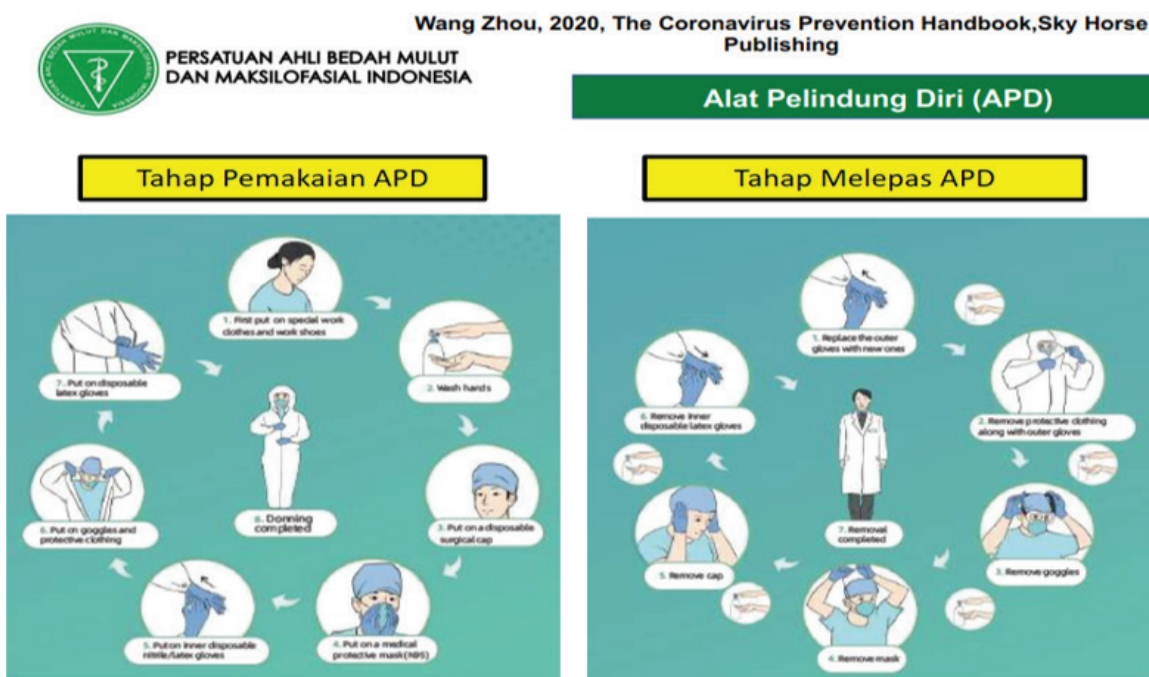 Wang Zhou, 2020, The Coronavirus Prevention Handbook,Sky Horse
Publishing
PERSATUAN AHLI BEDAH MULUT
DAN MAKSILOFASIAL INDONESIA
Alat Pelindung Diri (APD)
Tahap Pemakaian APD
1. First put on special work
clothes and work shoes
2. Wash hands
3. Put on a disposable
surgical cap
4. Put on a medical
protective mask(N95)
5. Put on inner disposable
nitrile/latex gloves
6. Put on goggles and
protective clothing
7. Put on disposable
latex gloves
8. Donning
completed
Tahap Melepas APD
1. Replace the outer
gloves with new ones
2. Remove protective clothing
along with outer gloves
3. Remove goggles
4. Remove mask
5. Remove cap
6. Remove inner
disposable latex gloves
7. Removal
completed